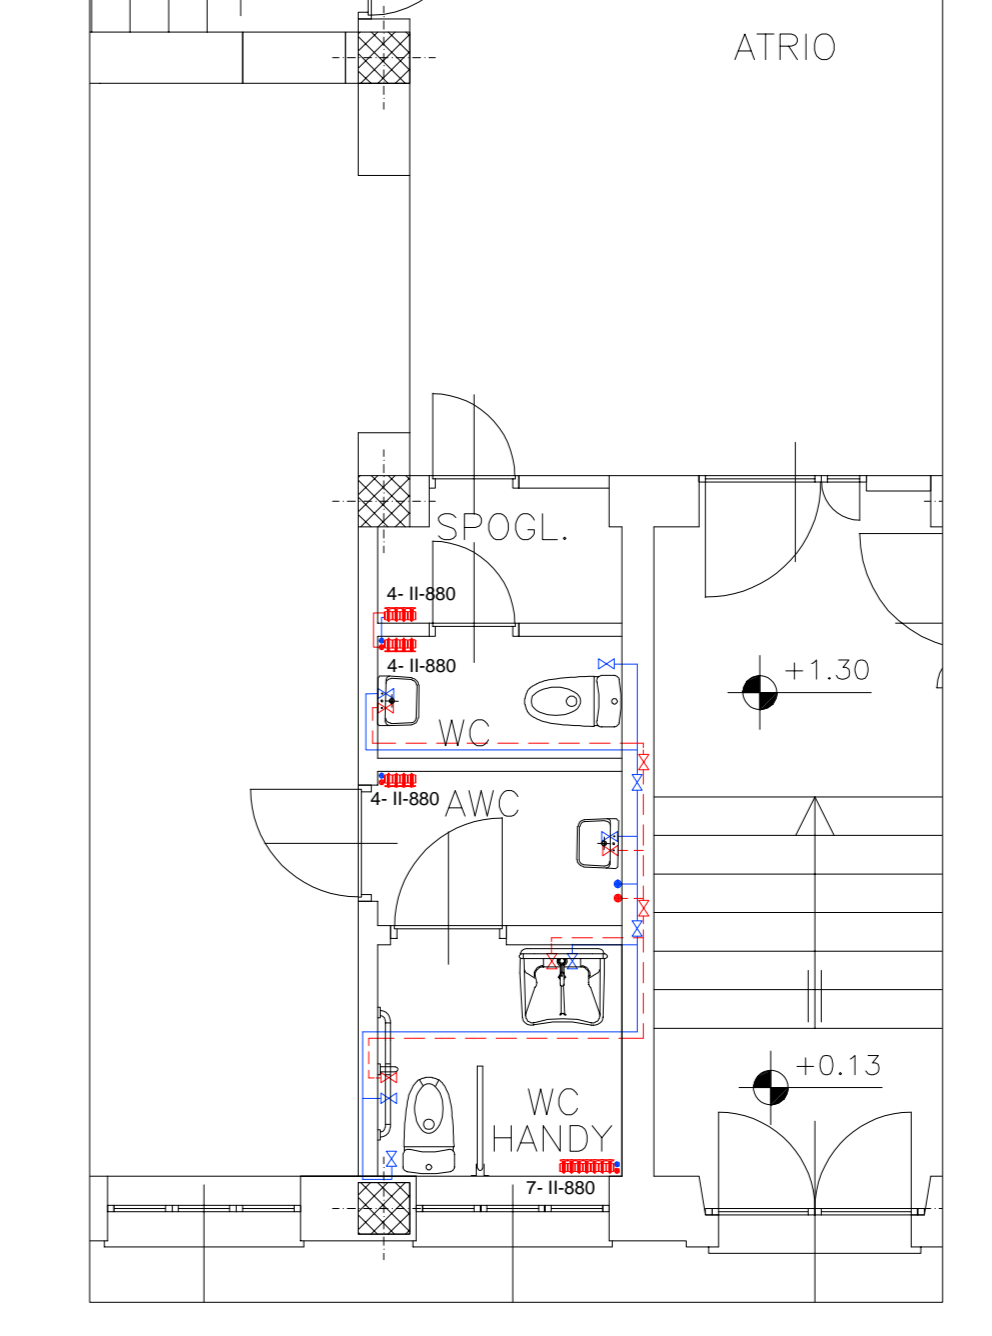 ATRIO
SPOGL.
4- II-880
4- II-880
+1.30
WC
4- II-880
AWC
+0.13
WC
HANDY
7- II-880